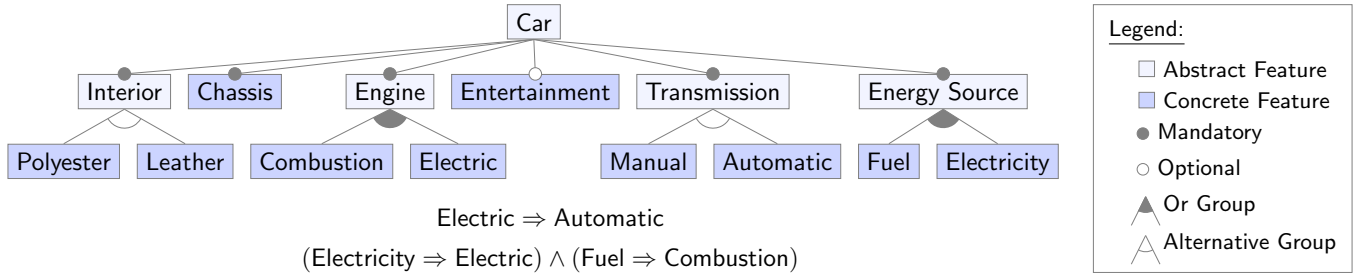 Car
Interior Chassis Engine Entertainment Transmission Energy Source
Polyester Leather Combustion Electric Manual Automatic Fuel Electricity
Electric ⇒ Automatic
(Electricity ⇒ Electric) ∧ (Fuel ⇒ Combustion)
Legend:
Abstract Feature
Concrete Feature
Mandatory
Optional
Or Group
Alternative Group